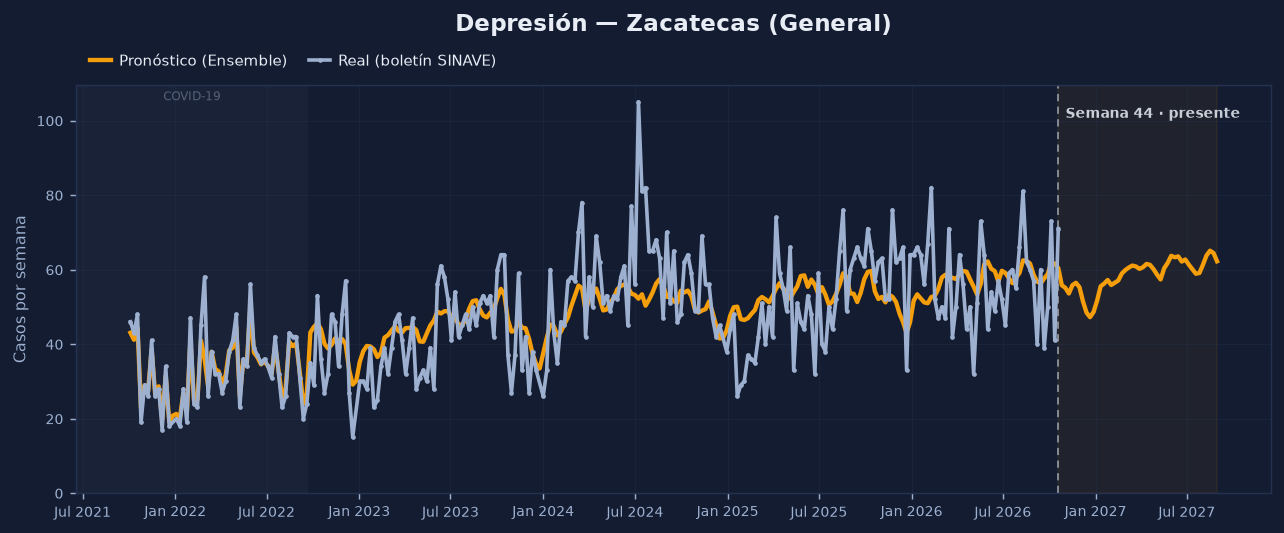 Depresión — Zacatecas (General)
Pronóstico (Ensemble)
Real (boletín SINAVE)
COVID-19
Semana 44 · presente
Casos por semana
100
80
60
40
20
0
Jul 2021
Jan 2022
Jul 2022
Jan 2023
Jul 2023
Jan 2024
Jul 2024
Jan 2025
Jul 2025
Jan 2026
Jul 2026
Jan 2027
Jul 2027